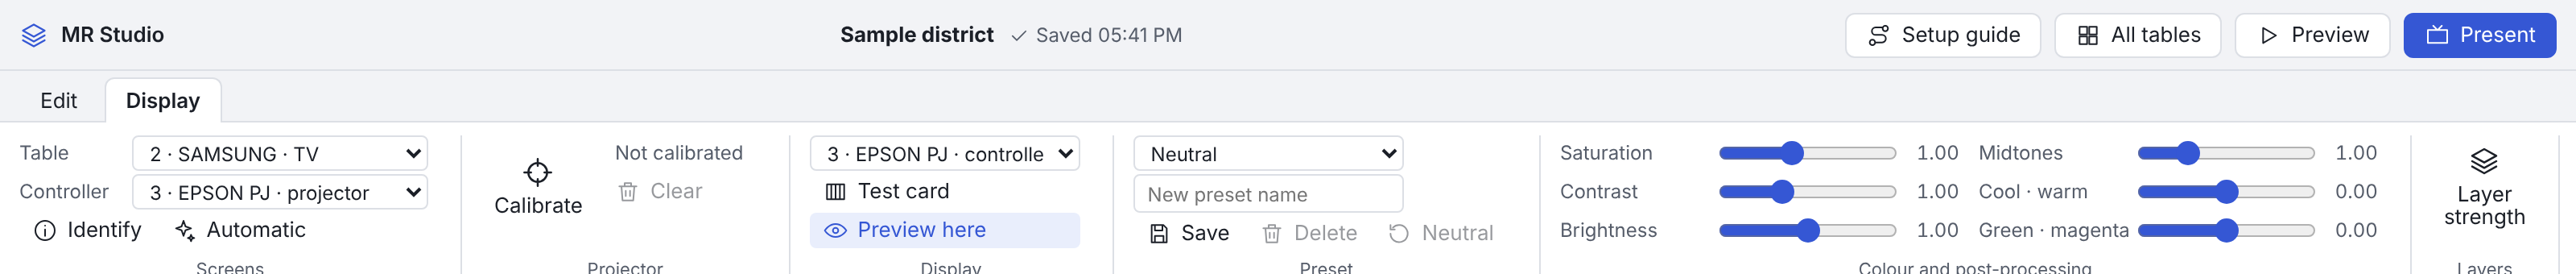 MR Studio
Sample district
Saved 05:41 PM
Setup guide
All tables
Preview
Present
Edit
Display
Table
2 · SAMSUNG · TV
Controller
3 · EPSON PJ · projector
Identify
Automatic
Screens
Calibrate
Not calibrated
Clear
Projector
3 · EPSON PJ · controlle
Test card
Preview here
Display
Neutral
New preset name
Save
Delete
Neutral
Preset
Saturation 1.00
Midtones 1.00
Contrast 1.00
Cool · warm 0.00
Brightness 1.00
Green · magenta 0.00
Colour and post-processing
Layer
strength
Layers